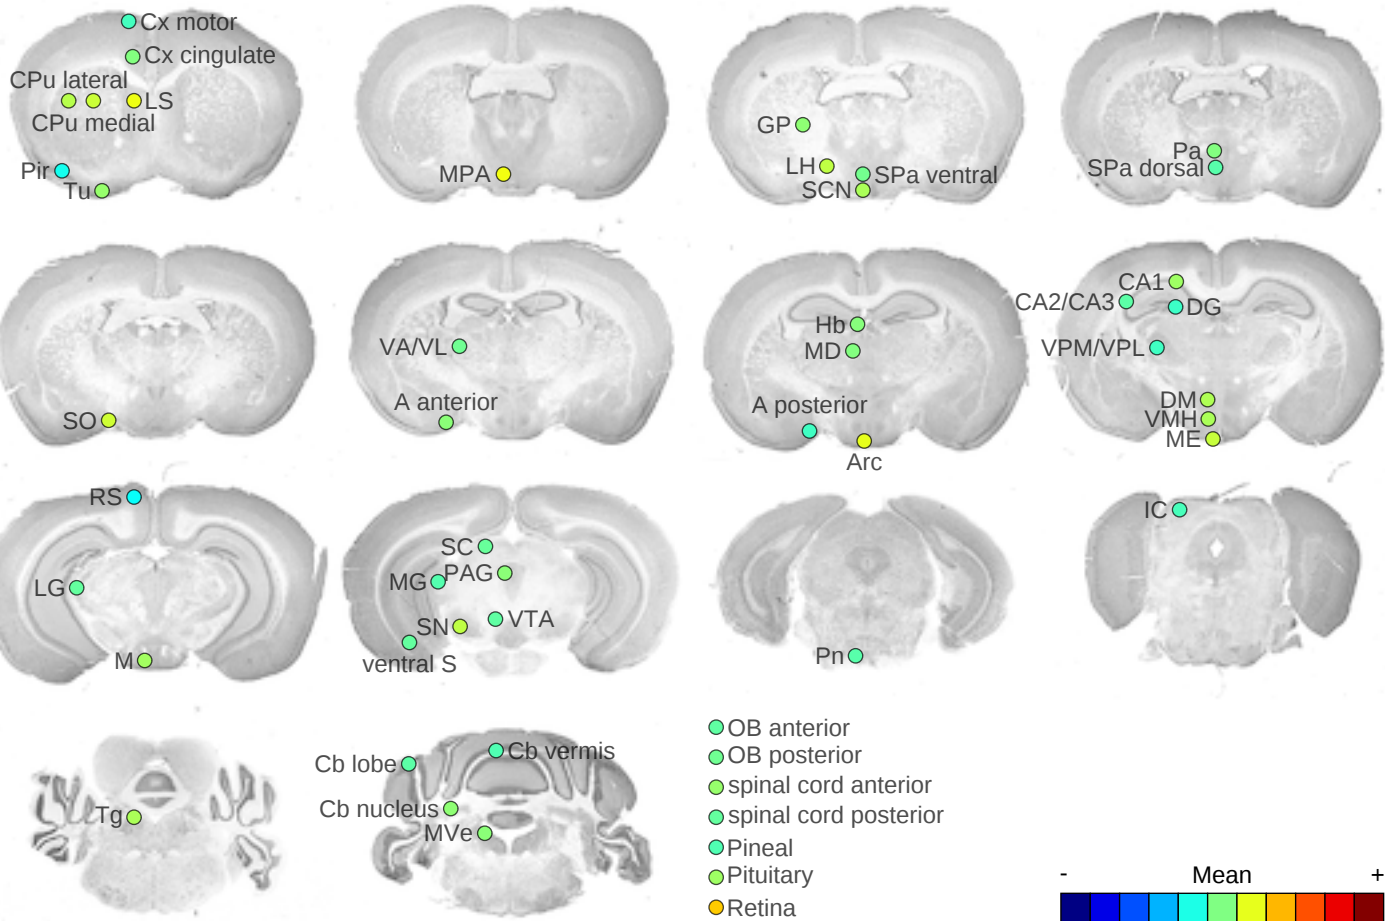 Cx motor
Cx cingulate
CPu lateral
LS
CPu medial
Pir
Tu
MPA
GP
LH
SPa ventral
SCN
Pa
SPa dorsal
SO
VA/VL
A anterior
Hb
MD
A posterior
Arc
CA1
CA2/CA3
DG
VPM/VPL
DM
VMH
ME
RS
LG
M
SC
MG
PAG
SN
VTA
ventral S
Pn
IC
Tg
Cb lobe
Cb vermis
Cb nucleus
MVe
OB anterior
OB posterior
spinal cord anterior
spinal cord posterior
Pineal
Pituitary
Retina
- Mean +